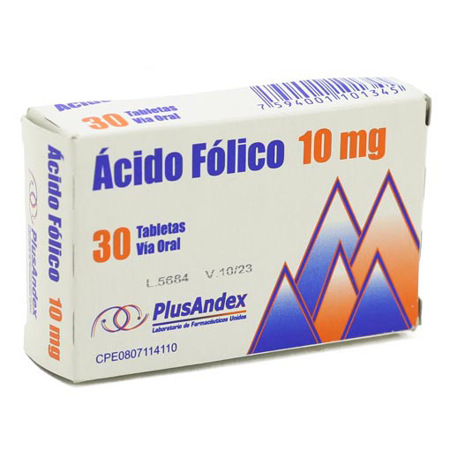 Ácido Fólico
30 Tabletas
Vía Oral
7594001101345
Ácido Fólico 10 mg
30 Tabletas
Vía Oral
L.5684 V.10/23
PlusAndex
Laboratorio de Farmacéuticos Unidos
CPE0807114110
Ácido Fólico 10 mg
PlusAndex